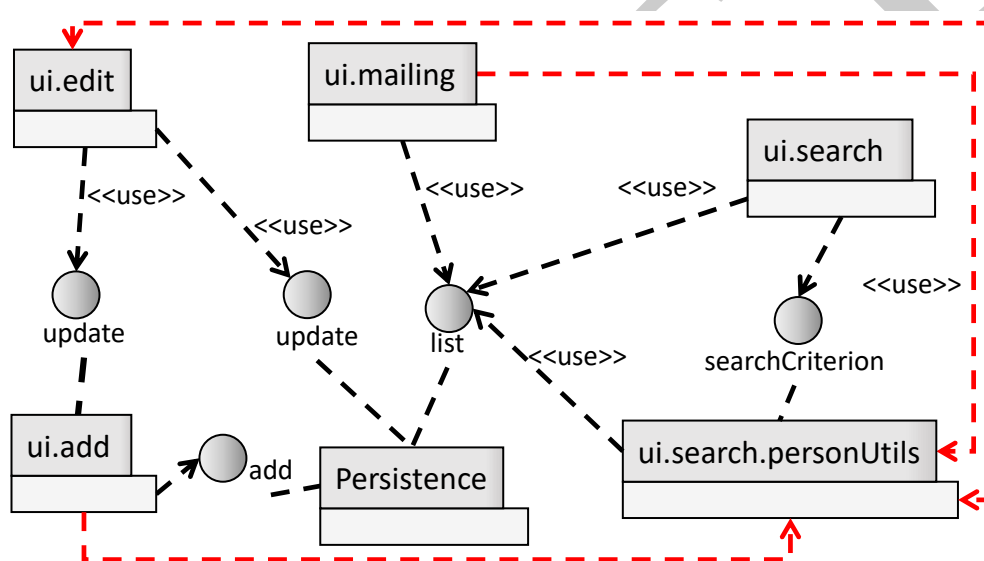 ui.edit
ui.mailing
ui.search
<<use>>
<<use>>
<<use>>
<<use>>
<<use>>
update
update
list
<<use>>
searchCriterion
ui.add
add
Persistence
ui.search.personUtils